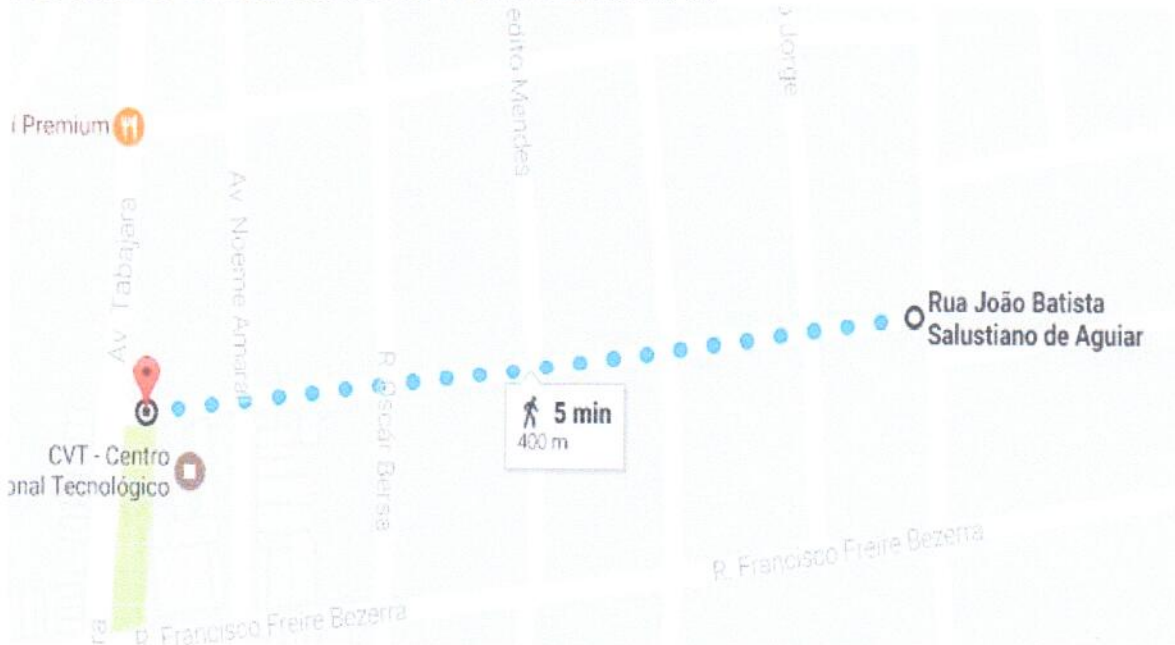 edito Mendes
Jorge
i Premium
Av. Tabajara
Av. Noeme Amaral
Rua João Batista
Salustiano de Aguiar
R. Oscar Bersa
5 min
400 m
CVT - Centro
onal Tecnológico
R. Francisco Freire Bezerra
Francisco Freire Bezerra